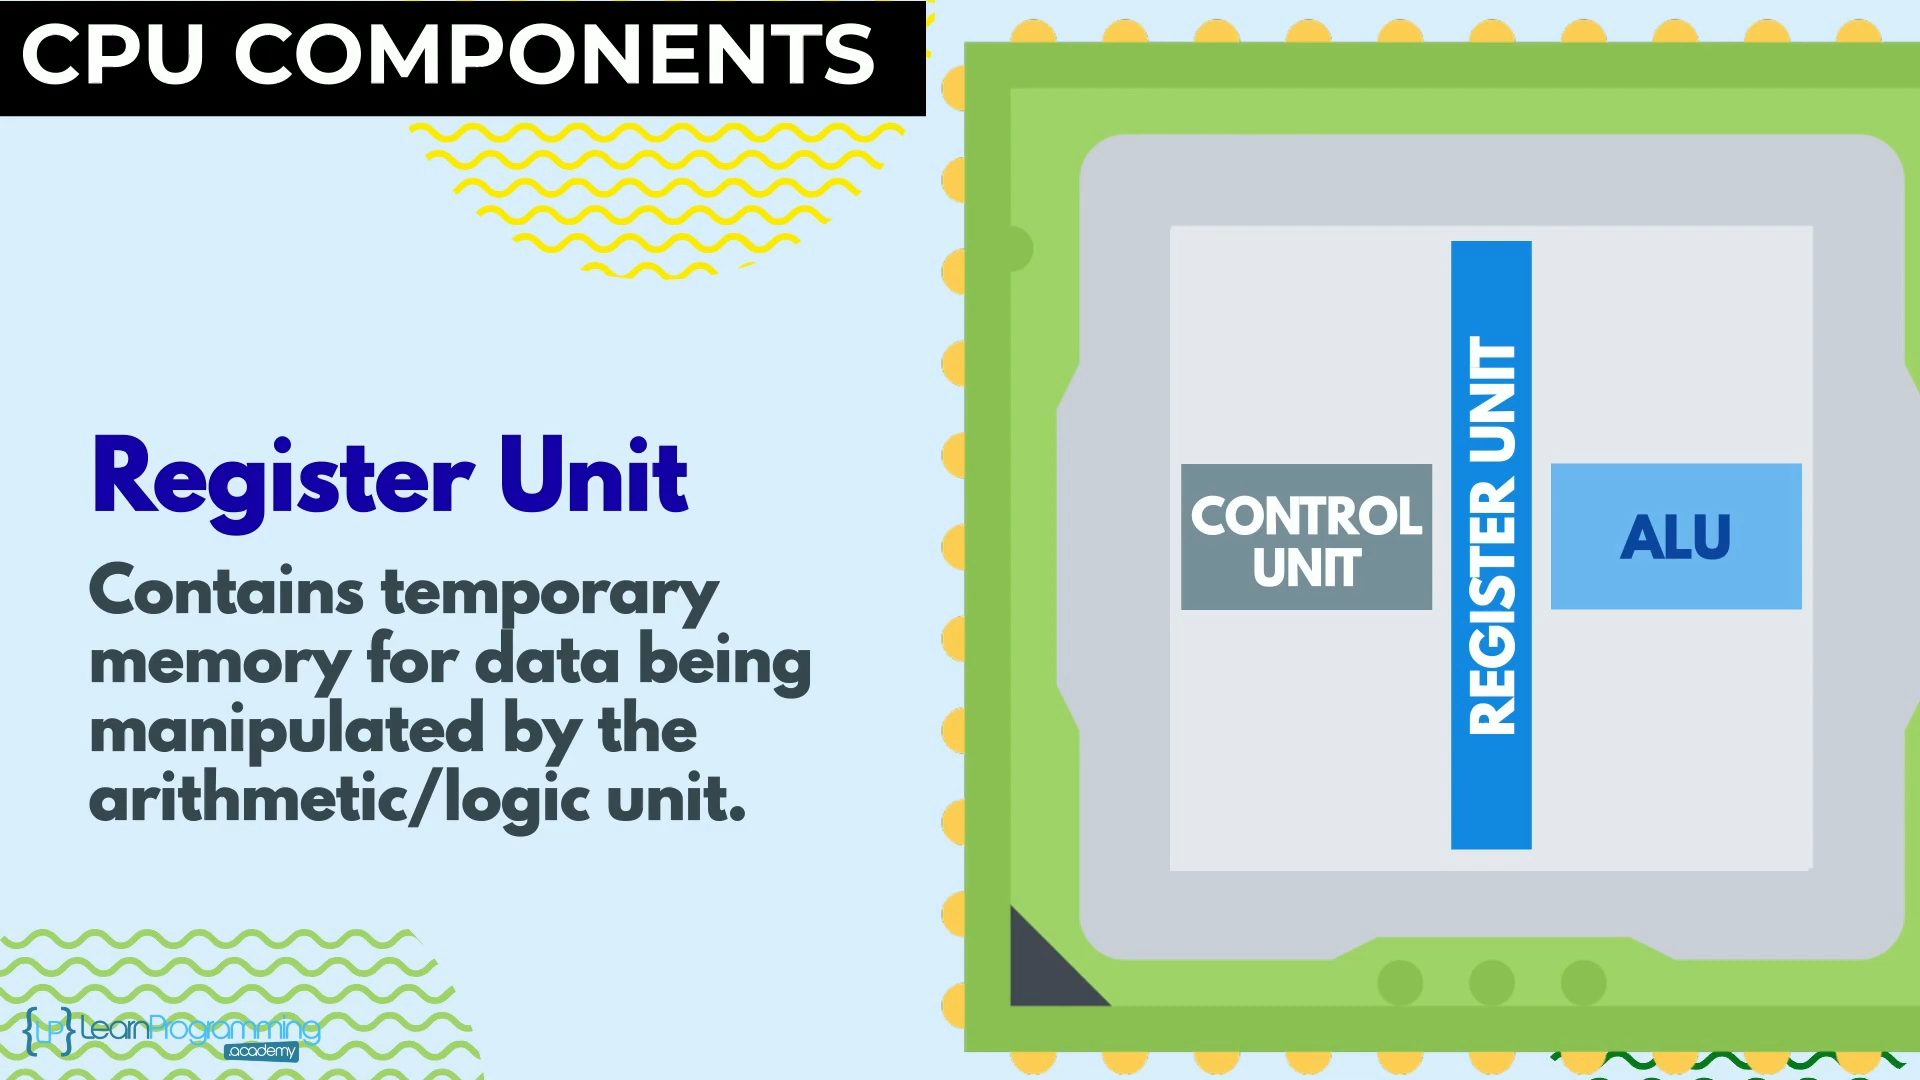 CPU COMPONENTS
Register Unit
Contains temporary
memory for data being
manipulated by the
arithmetic/logic unit.
CONTROL
UNIT
REGISTER UNIT
ALU
{LP} LearnProgramming
.academy